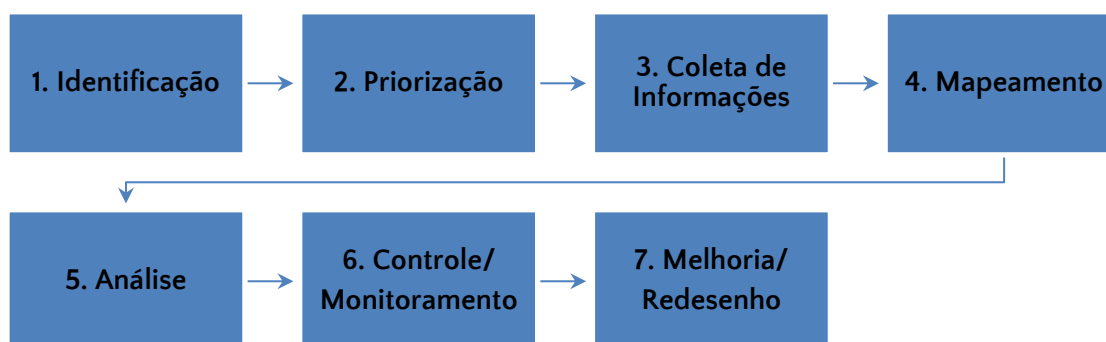 1. Identificação
2. Priorização
3. Coleta de
Informações
4. Mapeamento
5. Análise
6. Controle/
Monitoramento
7. Melhoria/
Redesenho